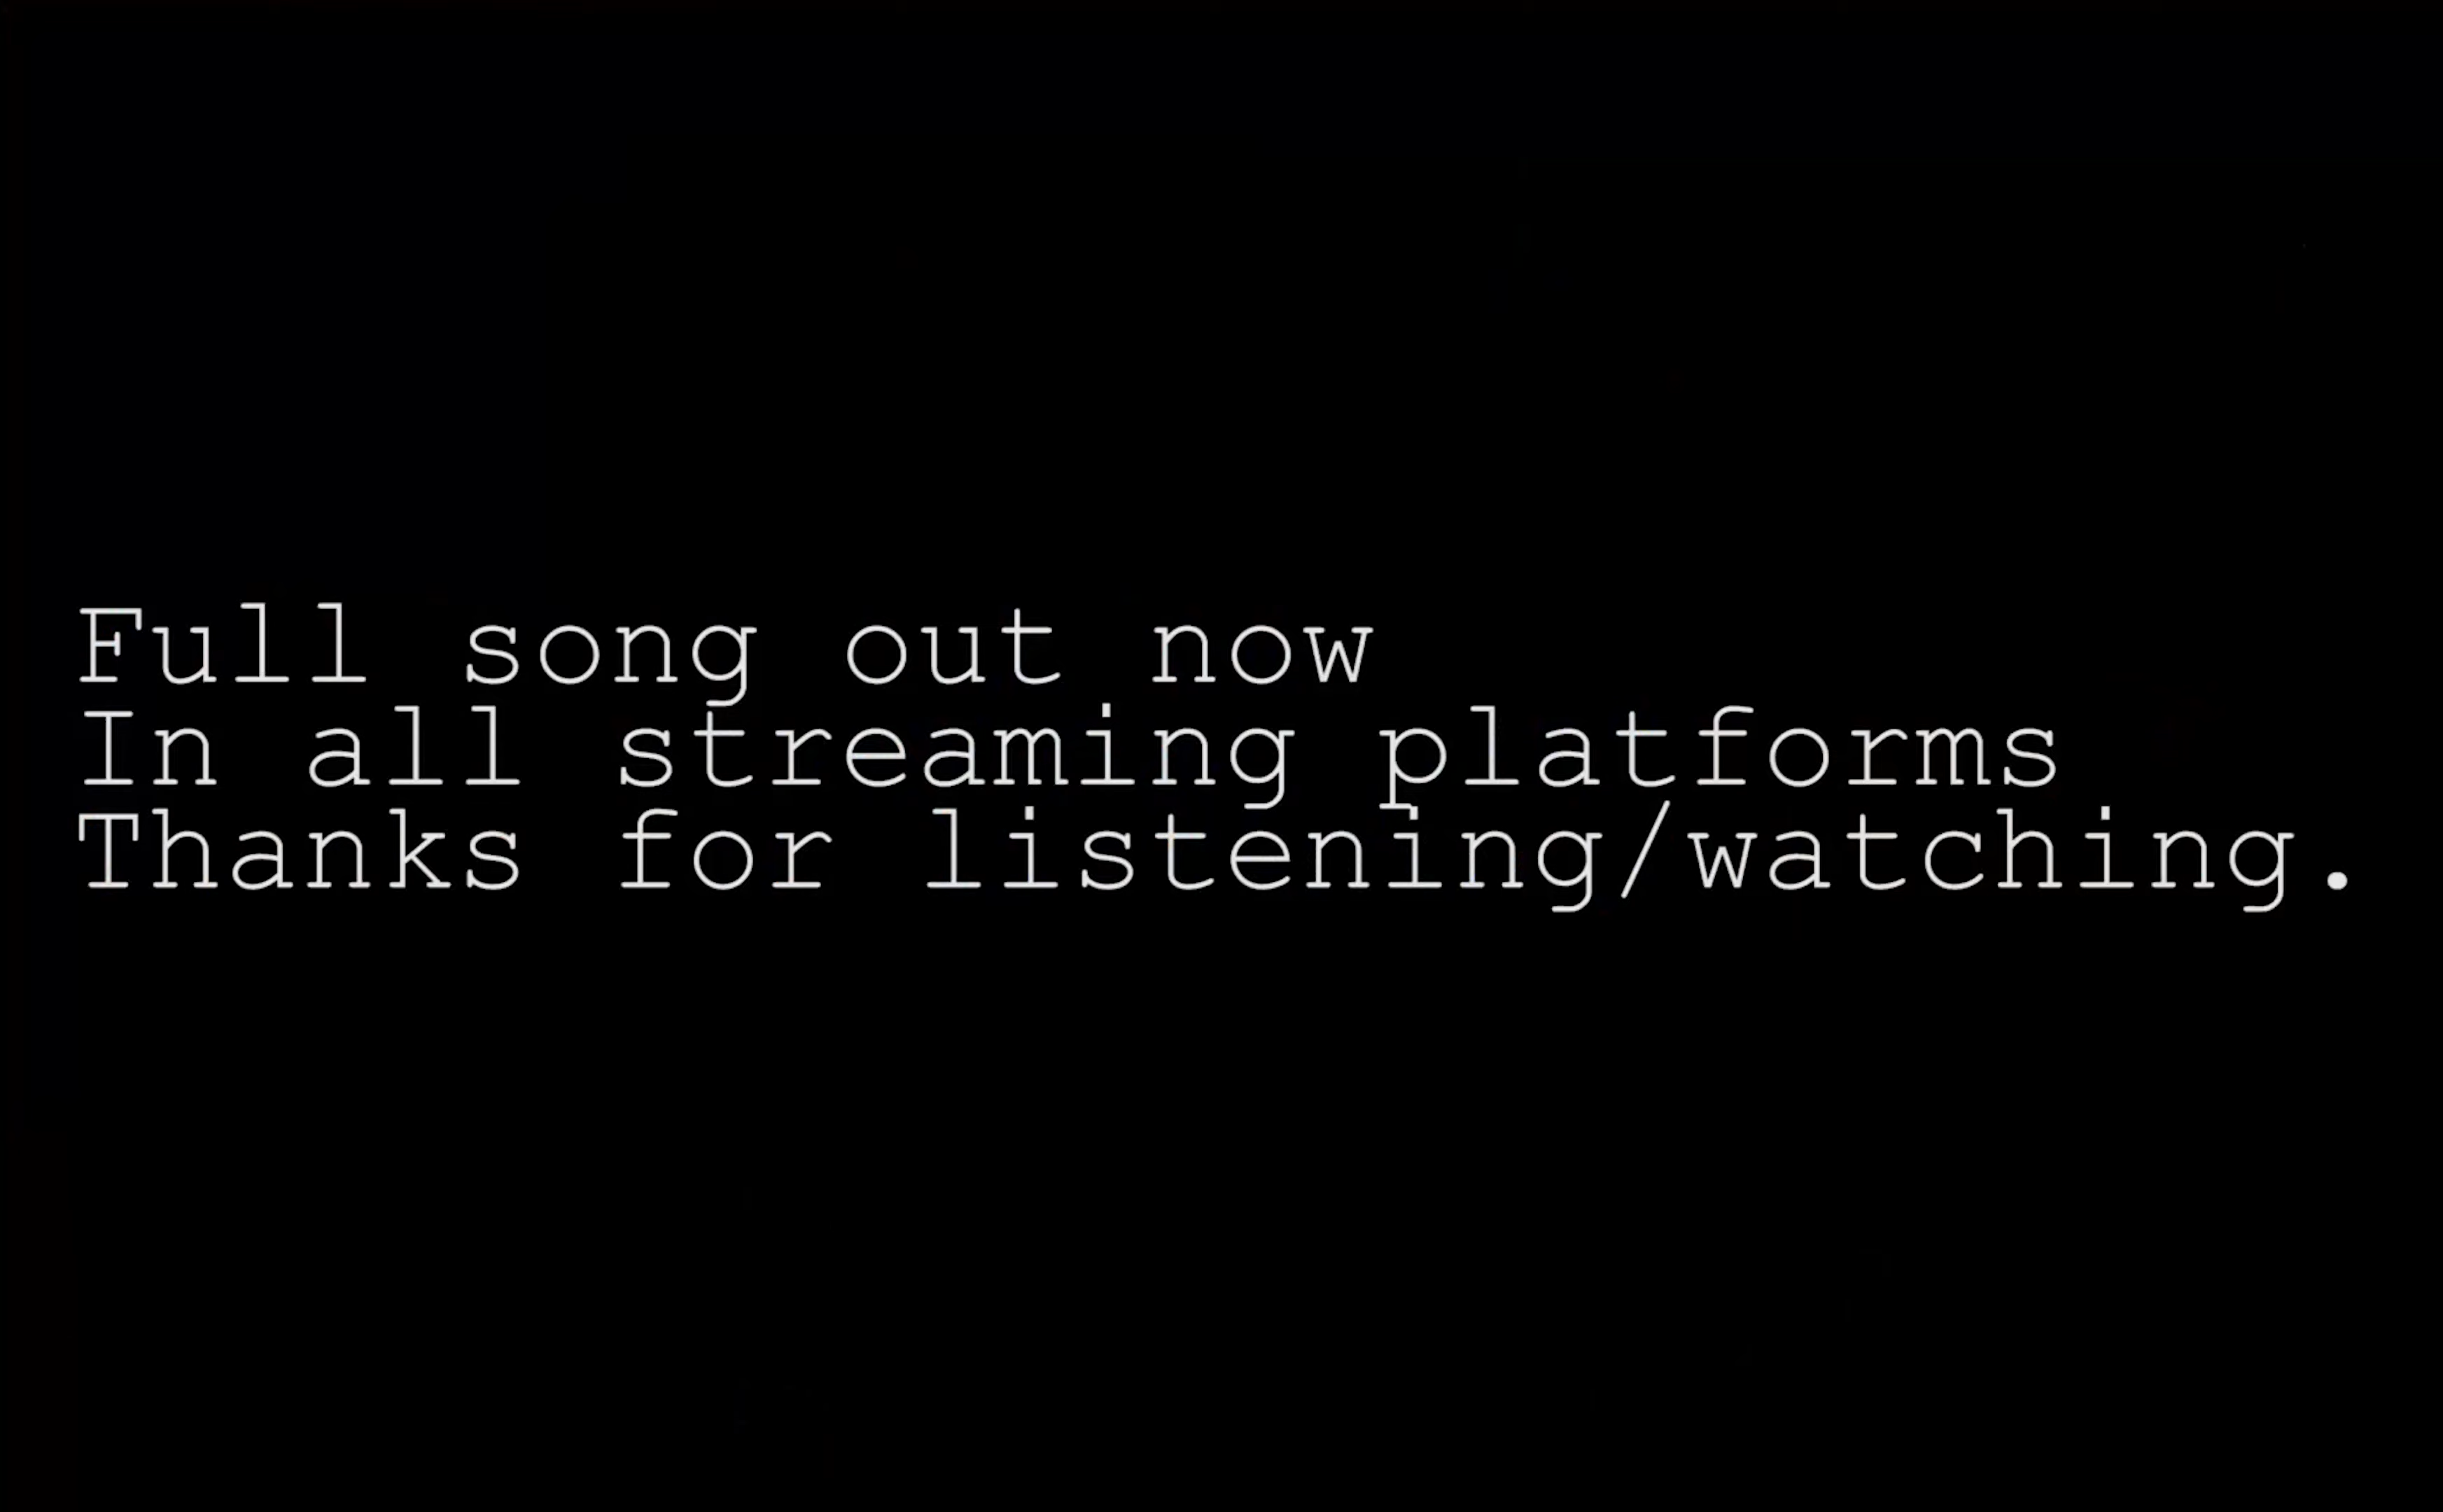 Full song out now
In all streaming platforms
Thanks for listening/watching.